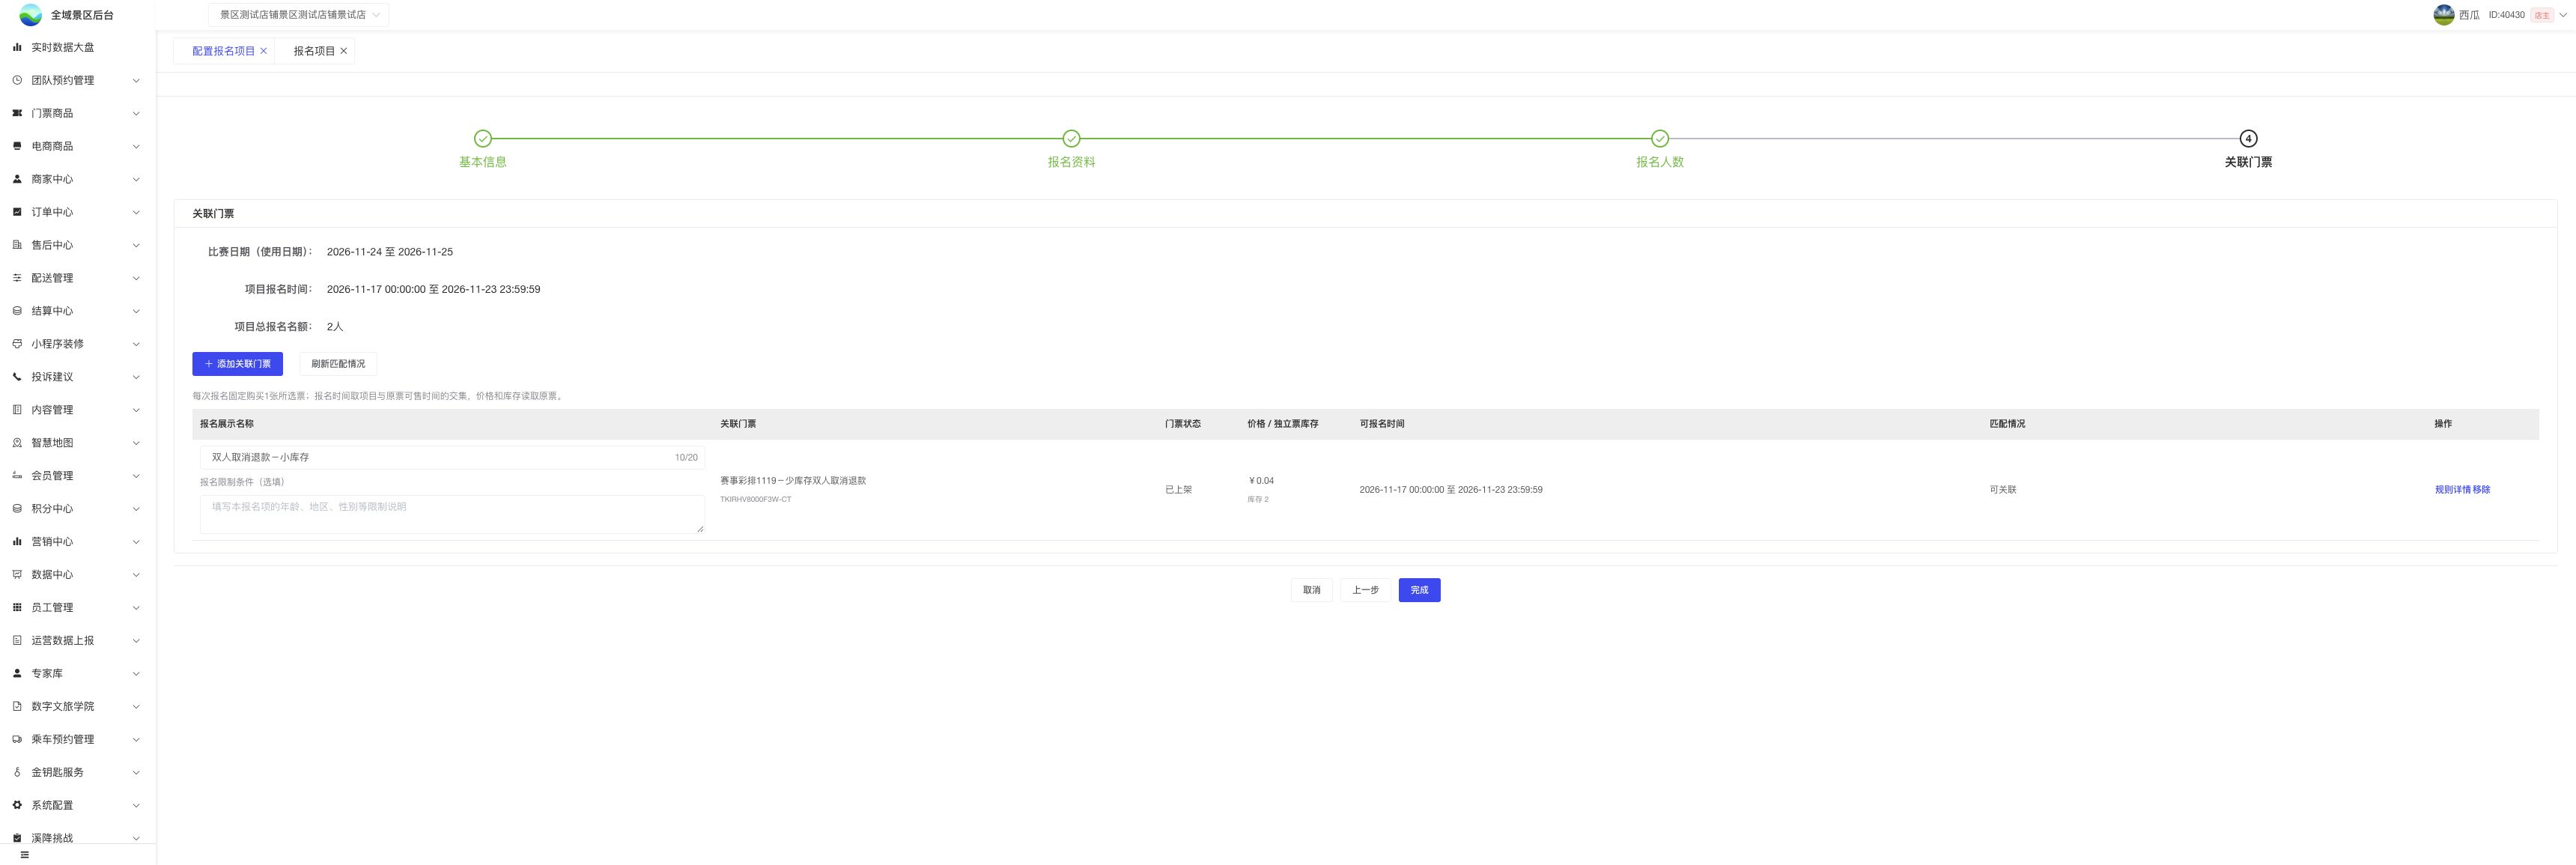 全域景区后台
景区测试店铺景区测试店铺景试店
西瓜 ID:40430 店主
实时数据大盘
团队预约管理
门票商品
电商商品
商家中心
订单中心
售后中心
配送管理
结算中心
小程序装修
投诉建议
内容管理
智慧地图
会员管理
积分中心
营销中心
数据中心
员工管理
运营数据上报
专家库
数字文旅学院
乘车预约管理
金钥匙服务
系统配置
溪降挑战
配置报名项目
报名项目
基本信息
报名资料
报名人数
4
关联门票
关联门票
比赛日期（使用日期）： 2026-11-24 至 2026-11-25
项目报名时间： 2026-11-17 00:00:00 至 2026-11-23 23:59:59
项目总报名名额： 2人
添加关联门票
刷新匹配情况
每次报名固定购买1张所选票；报名时间取项目与原票可售时间的交集，价格和库存读取原票。
报名展示名称 关联门票 门票状态 价格 / 独立票库存 可报名时间 匹配情况 操作
双人取消退款－小库存 10/20
报名限制条件（选填）
填写本报名项的年龄、地区、性别等限制说明
赛事彩排1119－少库存双人取消退款
TKIRHV8000F3W-CT
已上架
￥0.04
库存 2
2026-11-17 00:00:00 至 2026-11-23 23:59:59
可关联
规则详情 移除
取消 上一步 完成